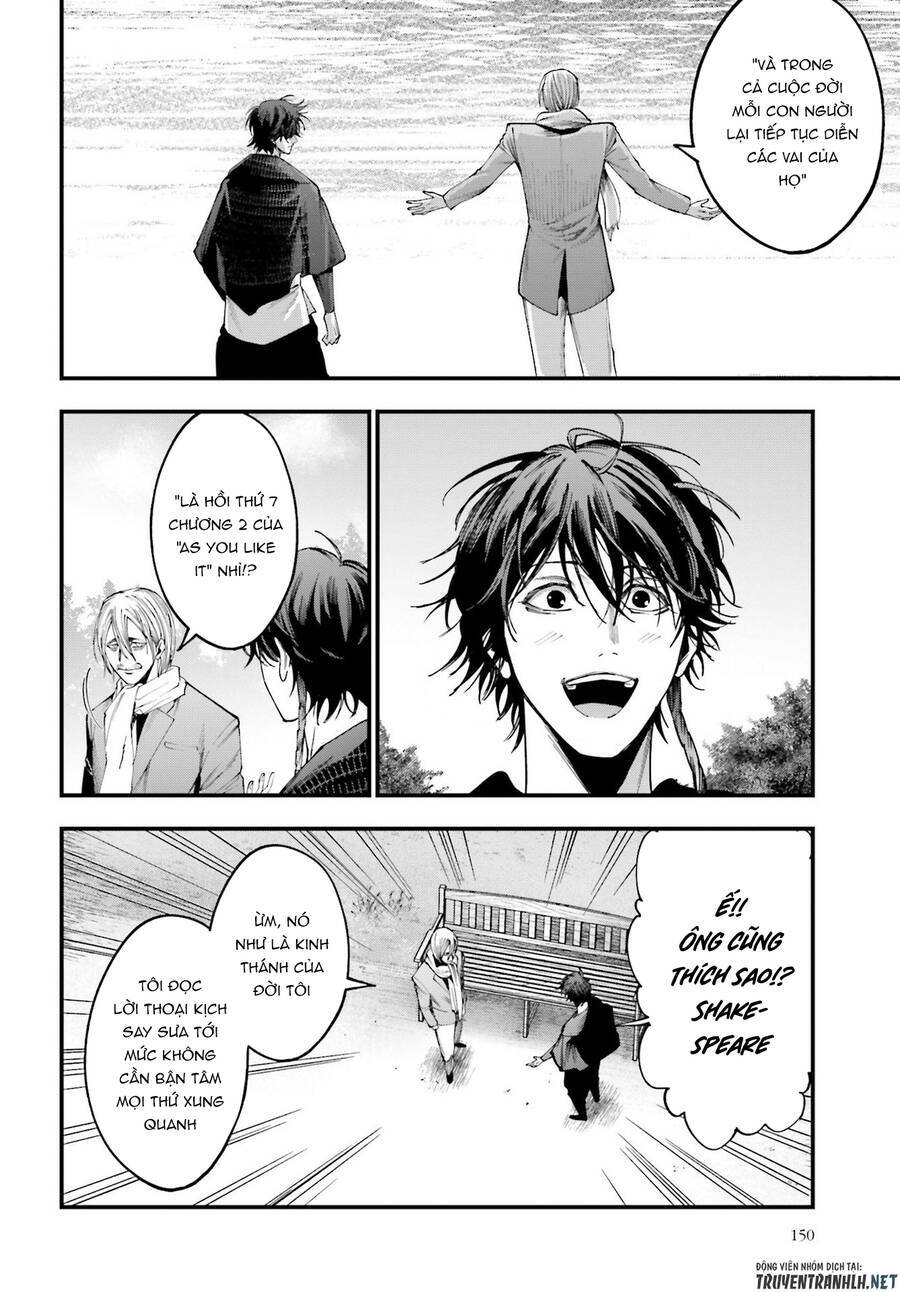 "VÀ TRONG
CẢ CUỘC ĐỜI
MỖI CON NGƯỜI
LẠI TIẾP TỤC DIỄN
CÁC VAI CỦA
HỌ"
"LÀ HỒI THỨ 7
CHƯƠNG 2 CỦA
"AS YOU LIKE
IT" NHỈ!?
Ế!!
ÔNG CŨNG
THÍCH SAO!?
SHAKE-
SPEARE
ỪM, NÓ
NHƯ LÀ KINH
THÁNH CỦA
ĐỜI TÔI
TÔI ĐỌC
LỜI THOẠI KỊCH
SAY SƯA TỚI
MỨC KHÔNG
CẦN BẬN TÂM
MỌI THỨ XUNG
QUANH
150
ĐỘNG VIÊN NHÓM DỊCH TẠI:
TRUYENTRANHLH.NET